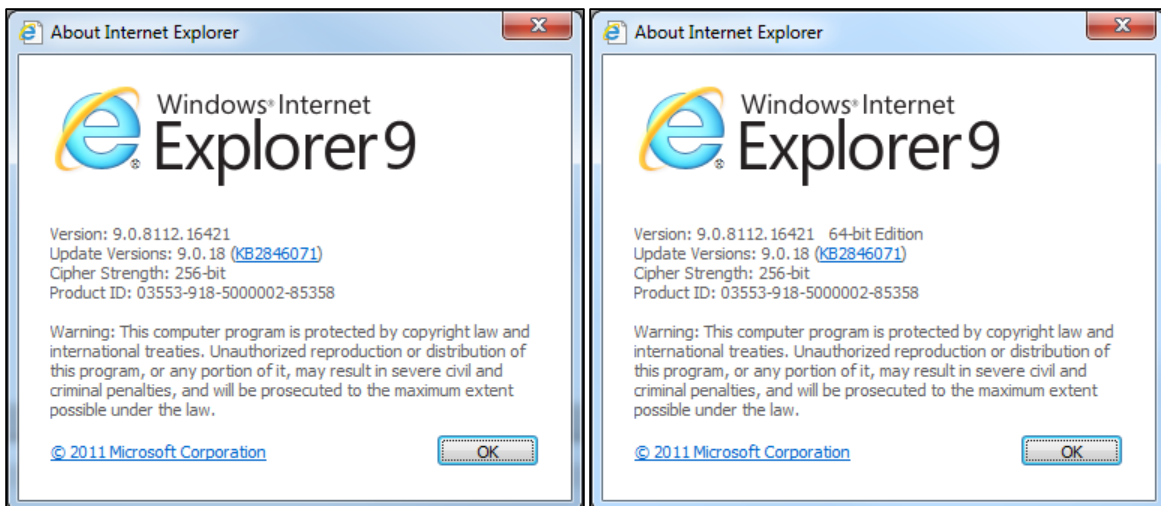 About Internet Explorer
Windows® Internet
Explorer 9
Version: 9.0.8112.16421
Update Versions: 9.0.18 (KB2846071)
Cipher Strength: 256-bit
Product ID: 03553-918-5000002-85358
Warning: This computer program is protected by copyright law and
international treaties. Unauthorized reproduction or distribution of
this program, or any portion of it, may result in severe civil and
criminal penalties, and will be prosecuted to the maximum extent
possible under the law.
© 2011 Microsoft Corporation
OK
About Internet Explorer
Windows® Internet
Explorer 9
Version: 9.0.8112.16421 64-bit Edition
Update Versions: 9.0.18 (KB2846071)
Cipher Strength: 256-bit
Product ID: 03553-918-5000002-85358
Warning: This computer program is protected by copyright law and
international treaties. Unauthorized reproduction or distribution of
this program, or any portion of it, may result in severe civil and
criminal penalties, and will be prosecuted to the maximum extent
possible under the law.
© 2011 Microsoft Corporation
OK